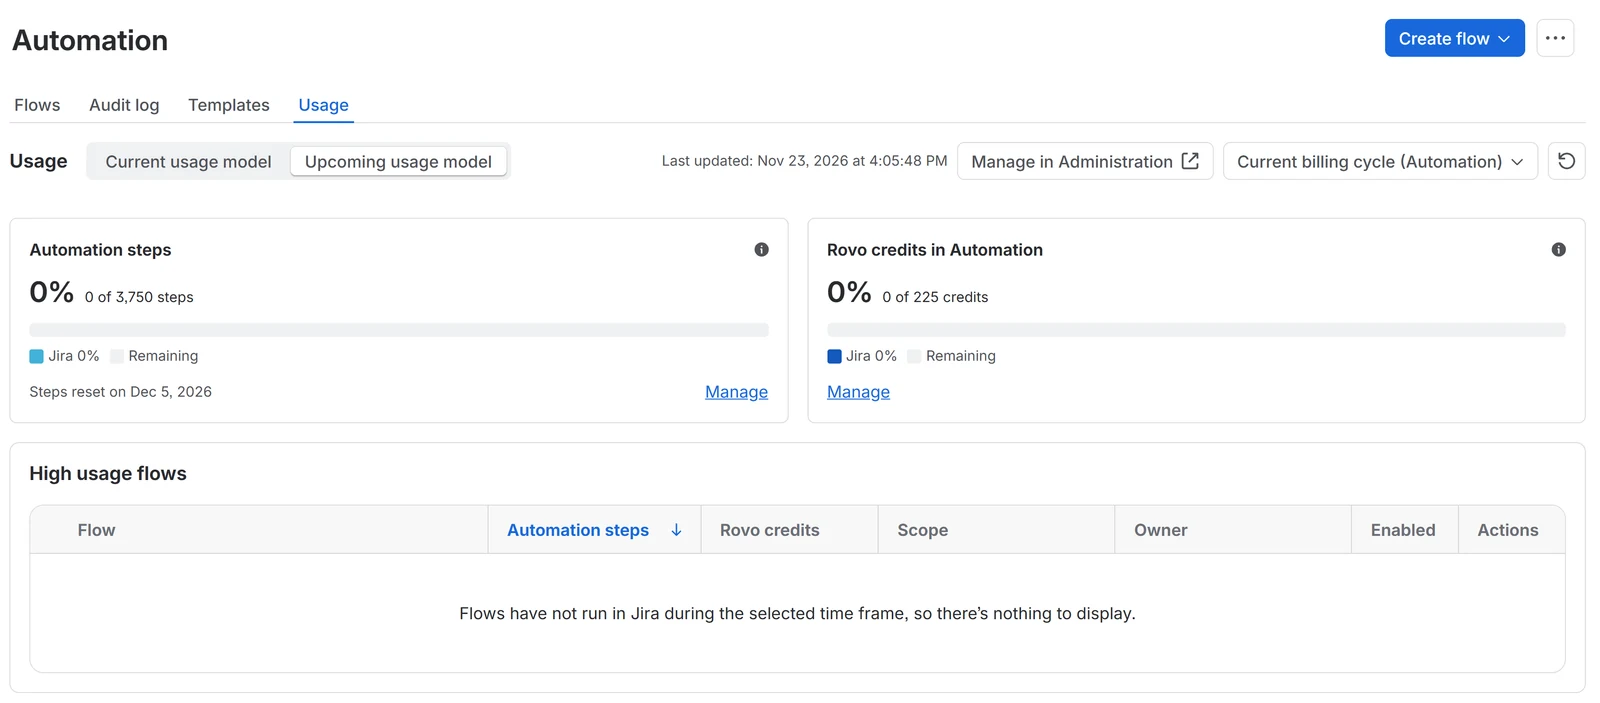 Automation
Create flow
Flows Audit log Templates Usage
Usage Current usage model Upcoming usage model Last updated: Nov 23, 2026 at 4:05:48 PM Manage in Administration Current billing cycle (Automation)
Automation steps
0% 0 of 3,750 steps
Jira 0% Remaining
Steps reset on Dec 5, 2026 Manage
Rovo credits in Automation
0% 0 of 225 credits
Jira 0% Remaining
Manage
High usage flows
Flow Automation steps Rovo credits Scope Owner Enabled Actions
Flows have not run in Jira during the selected time frame, so there’s nothing to display.